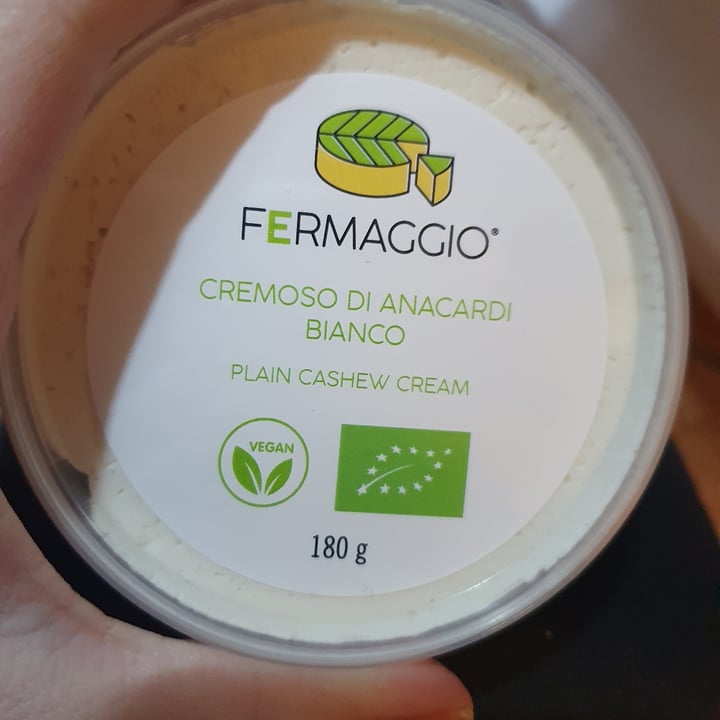 FERMAGGIO®
CREMOSO DI ANACARDI
BIANCO
PLAIN CASHEW CREAM
VEGAN
180 g